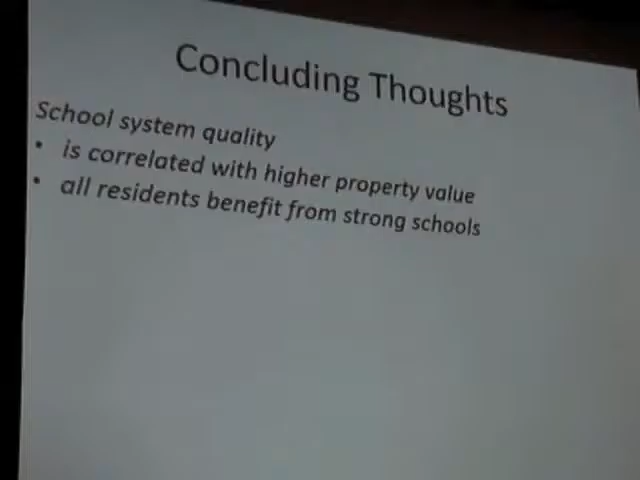 Concluding Thoughts
School system quality
• is correlated with higher property value
• all residents benefit from strong schools